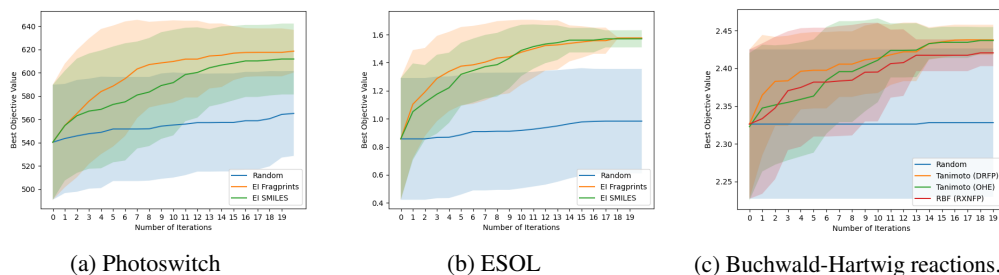 640
620
600
580
560
540
520
500
Best Objective Value
0 1 2 3 4 5 6 7 8 9 10 11 12 13 14 15 16 17 18 19
Number of Iterations
Random
EI Fragprints
EI SMILES
(a) Photoswitch
1.6
1.4
1.2
1.0
0.8
0.6
0.4
Best Objective Value
0 1 2 3 4 5 6 7 8 9 10 11 12 13 14 15 16 17 18 19
Number of Iterations
Random
EI Fragprints
EI SMILES
(b) ESOL
2.45
2.40
2.35
2.30
2.25
Best Objective Value
0 1 2 3 4 5 6 7 8 9 10 11 12 13 14 15 16 17 18 19
Number of Iterations
Random
Tanimoto (DRFP)
Tanimoto (OHE)
RBF (RXNFP)
(c) Buchwald-Hartwig reactions.